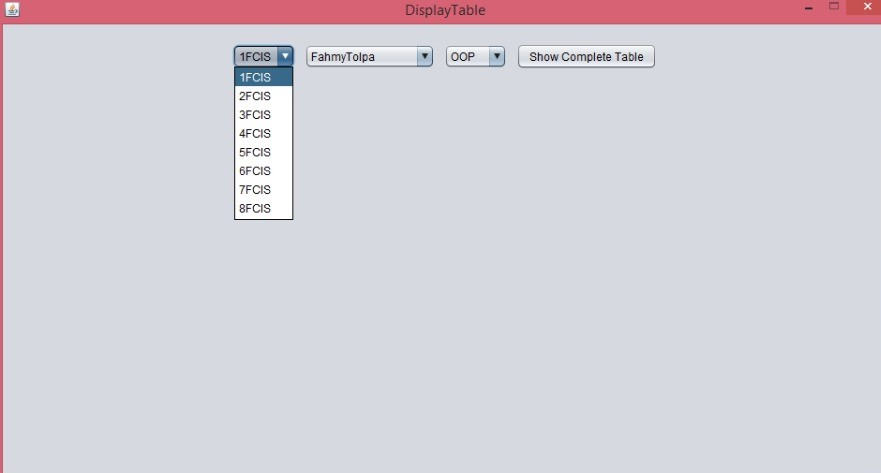 DisplayTable
1FCIS FahmyTolpa OOP Show Complete Table
1FCIS
2FCIS
3FCIS
4FCIS
5FCIS
6FCIS
7FCIS
8FCIS